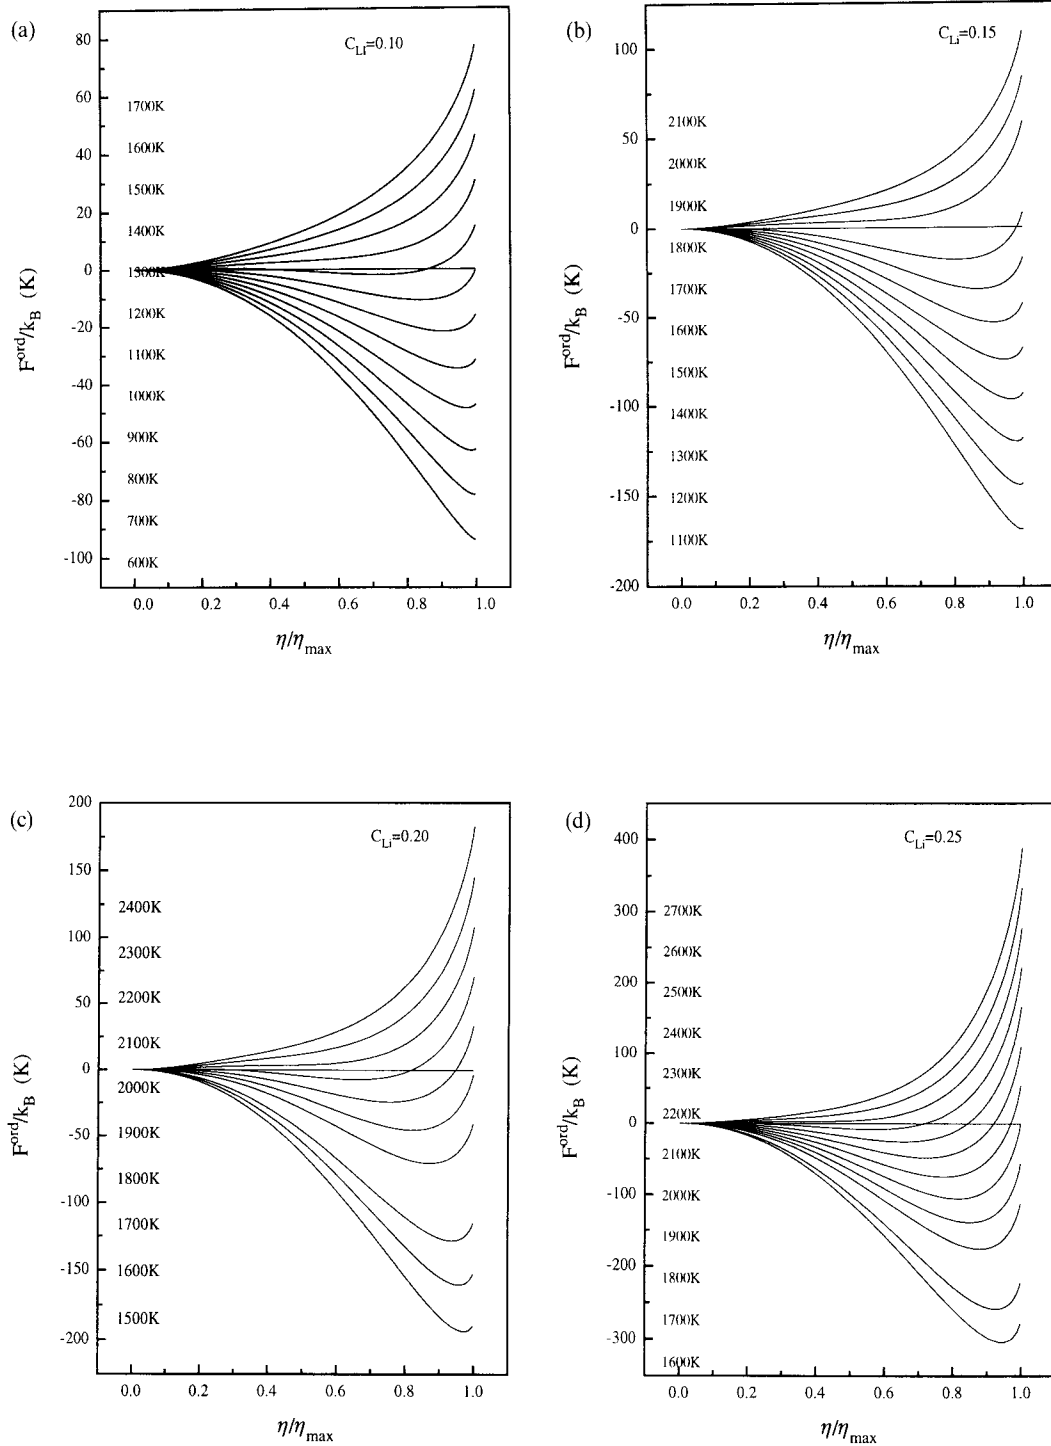 (a)
C_Li=0.10
80
60
40
20
0
-20
-40
-60
-80
-100
1700K
1600K
1500K
1400K
1300K
1200K
1100K
1000K
900K
800K
700K
600K
F^ord/k_B (K)
0.0 0.2 0.4 0.6 0.8 1.0
η/η_max
(b)
C_Li=0.15
100
50
0
-50
-100
-150
-200
2100K
2000K
1900K
1800K
1700K
1600K
1500K
1400K
1300K
1200K
1100K
F^ord/k_B (K)
0.0 0.2 0.4 0.6 0.8 1.0
η/η_max
(c)
C_Li=0.20
200
150
100
50
0
-50
-100
-150
-200
2400K
2300K
2200K
2100K
2000K
1900K
1800K
1700K
1600K
1500K
F^ord/k_B (K)
0.0 0.2 0.4 0.6 0.8 1.0
η/η_max
(d)
C_Li=0.25
400
300
200
100
0
-100
-200
-300
2700K
2600K
2500K
2400K
2300K
2200K
2100K
2000K
1900K
1800K
1700K
1600K
F^ord/k_B (K)
0.0 0.2 0.4 0.6 0.8 1.0
η/η_max